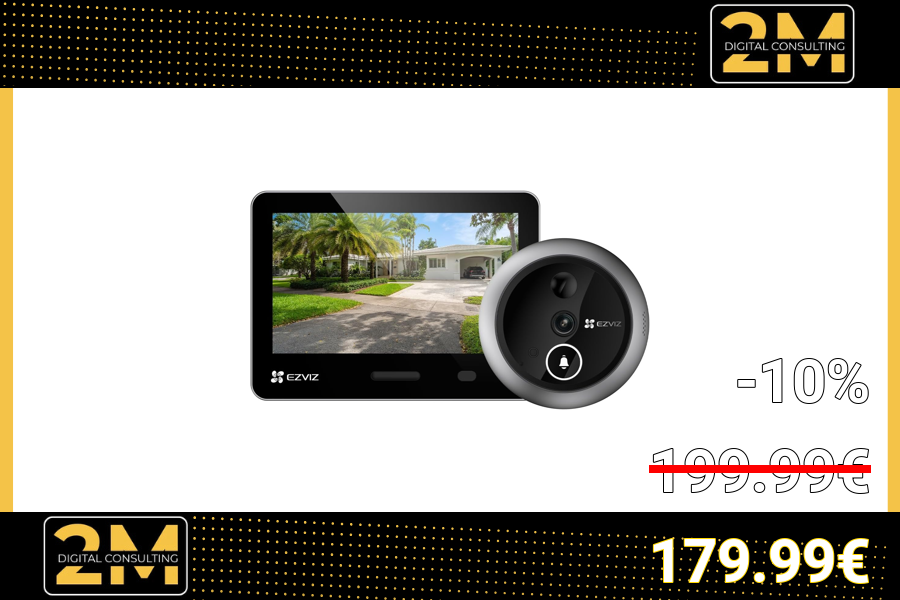 2M
DIGITAL CONSULTING
EZVIZ
EZVIZ
-10%
199.99€
2M
DIGITAL CONSULTING
179.99€